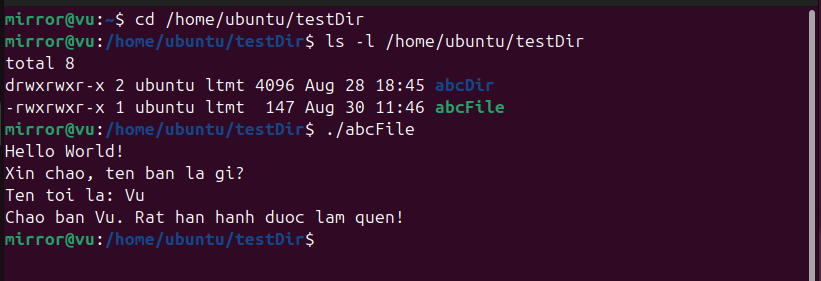 mirror@vu:~$ cd /home/ubuntu/testDir
mirror@vu:/home/ubuntu/testDir$ ls -l /home/ubuntu/testDir
total 8
drwxrwxr-x 2 ubuntu ltmt 4096 Aug 28 18:45 abcDir
-rwxrwxr-x 1 ubuntu ltmt  147 Aug 30 11:46 abcFile
mirror@vu:/home/ubuntu/testDir$ ./abcFile
Hello World!
Xin chao, ten ban la gi?
Ten toi la: Vu
Chao ban Vu. Rat han hanh duoc lam quen!
mirror@vu:/home/ubuntu/testDir$